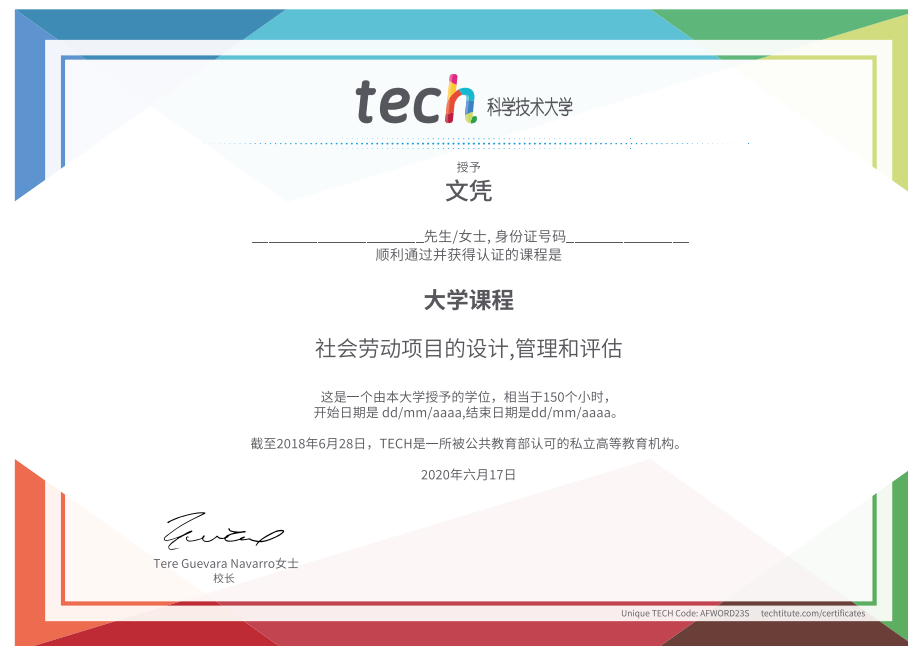 tech 科学技术大学
授予
文凭
______________________先生/女士, 身份证号码________________
顺利通过并获得认证的课程是
大学课程
社会劳动项目的设计,管理和评估
这是一个由本大学授予的学位，相当于150个小时，
开始日期是 dd/mm/aaaa,结束日期是dd/mm/aaaa。
截至2018年6月28日，TECH是一所被公共教育部认可的私立高等教育机构。
2020年六月17日
Tere Guevara Navarro女士
校长
Unique TECH Code: AFWORD23S techtitute.com/certificates